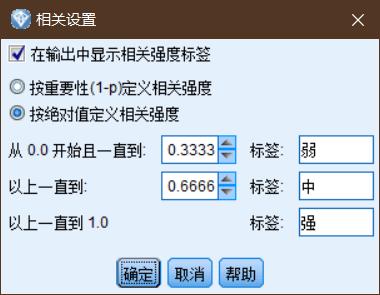 相关设置
在输出中显示相关强度标签
按重要性(1-p)定义相关强度
按绝对值定义相关强度
从 0.0 开始且一直到: 0.3333 标签: 弱
以上一直到: 0.6666 标签: 中
以上一直到 1.0 标签: 强
确定 取消 帮助